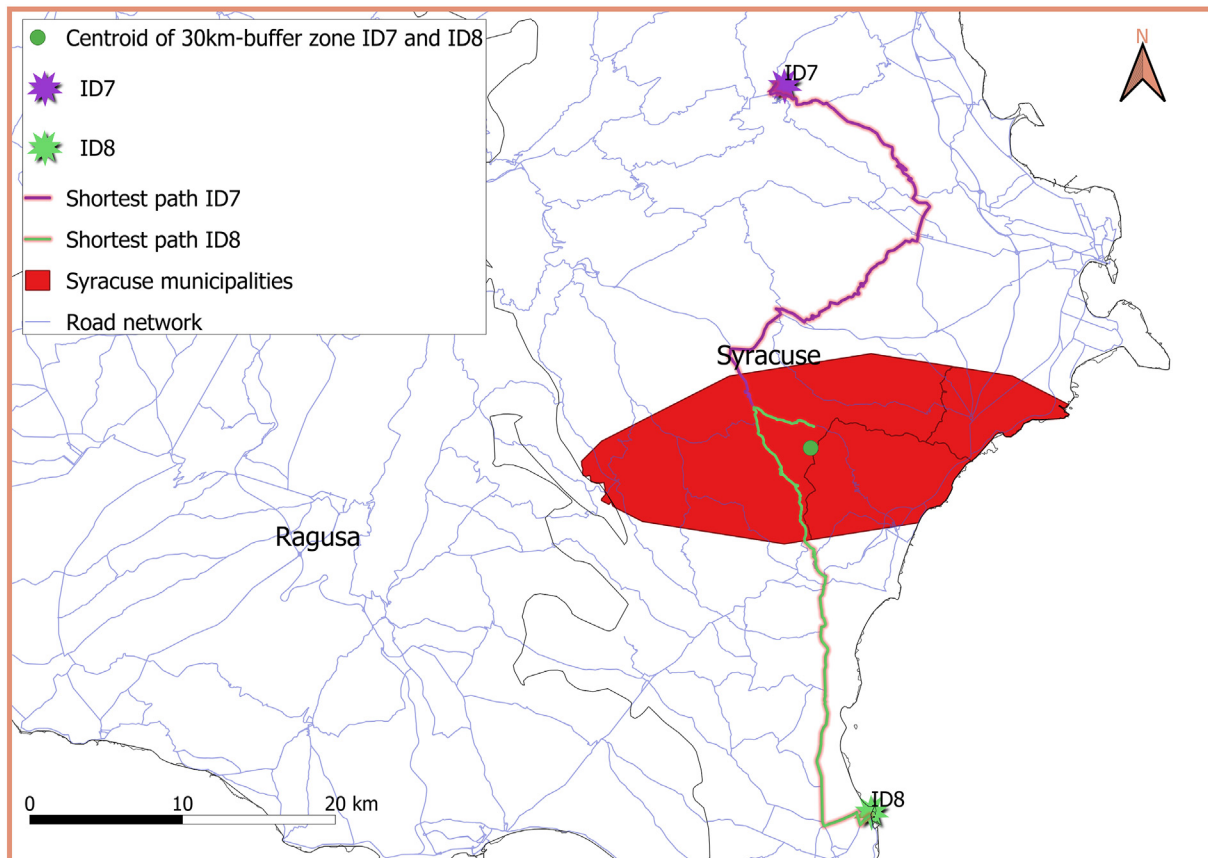 Centroid of 30km-buffer zone ID7 and ID8
ID7
ID8
Shortest path ID7
Shortest path ID8
Syracuse municipalities
Road network
ID7
N
Syracuse
Ragusa
0 10 20 km
ID8